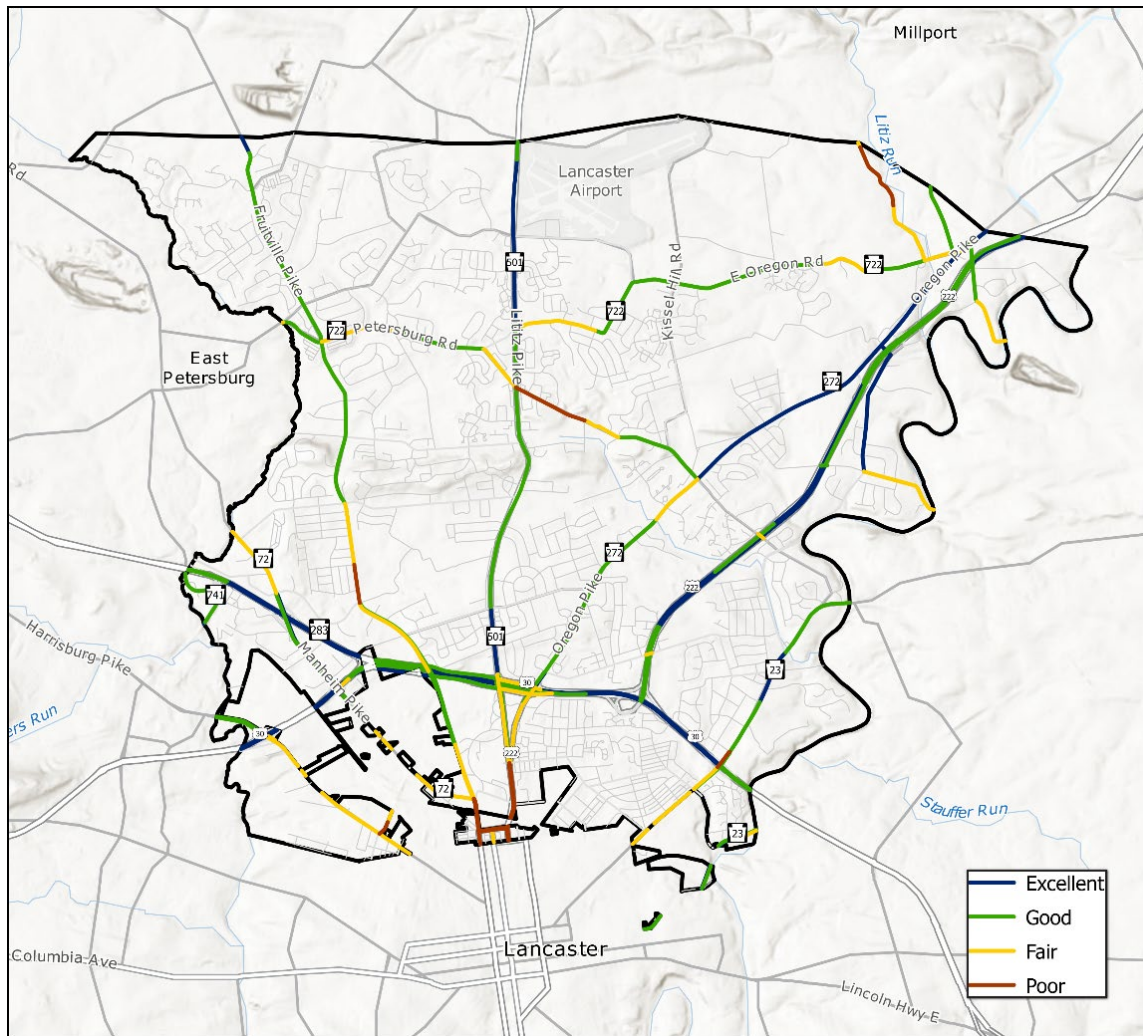 Millport
Litiz Run
Rd
Lancaster
Airport
Fruitville Pike
501
Kissel Hill Rd
E Oregon Rd
722
Oregon Pike
222
722
722
Petersburg Rd
Litiz Pike
East
Petersburg
272
272
Oregon Pike
72
741
283
222
Harrisburg Pike
Manheim Pike
501
30
23
ers Run
30
30
222
72
23
Stauffer Run
Lancaster
Columbia Ave
Lincoln Hwy E
Excellent
Good
Fair
Poor